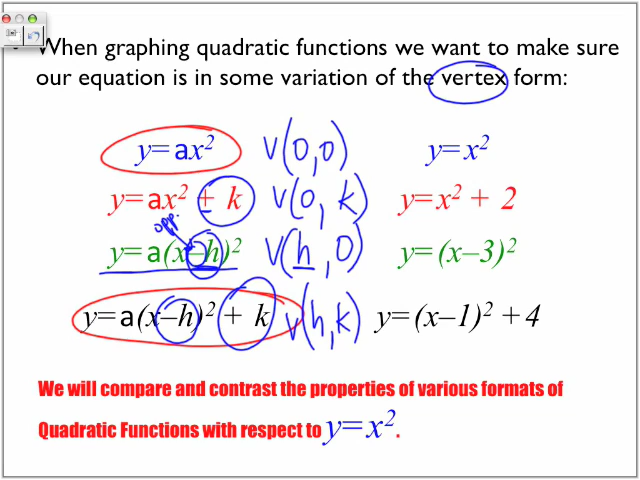 • When graphing quadratic functions we want to make sure
our equation is in some variation of the vertex form:
y=ax² V(0,0) y=x²
y=ax² + k V(0, k) y=x² + 2
opp.
y=a(x–h)² V(h,0) y=(x–3)²
y=a(x–h)² + k V(h,k) y=(x–1)² +4
We will compare and contrast the properties of various formats of
Quadratic Functions with respect to y=x².